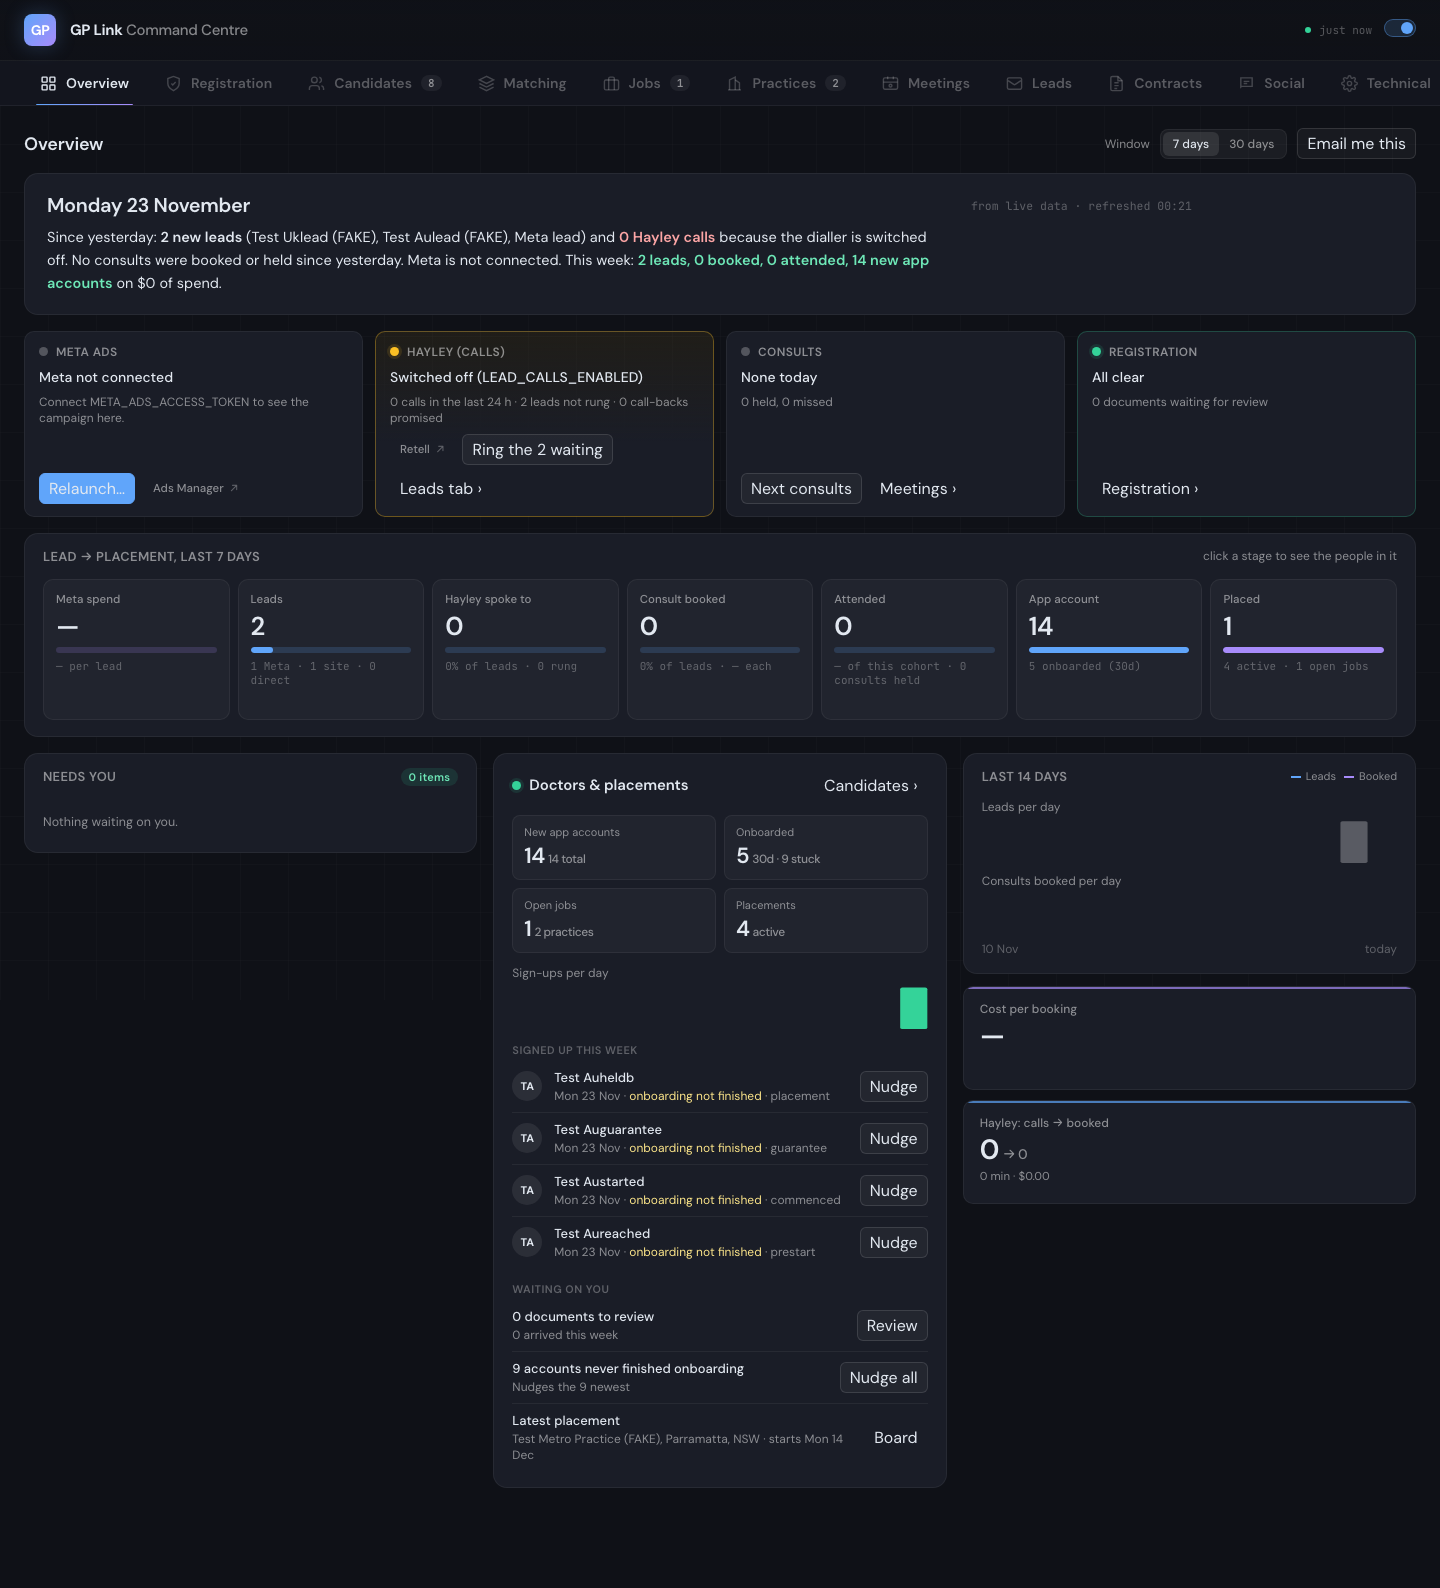 GP
GP Link Command Centre
just now
Overview
Registration
Candidates 8
Matching
Jobs 1
Practices 2
Meetings
Leads
Contracts
Social
Technical
Overview
Window
7 days
30 days
Email me this
Monday 23 November
from live data · refreshed 00:21
Since yesterday: 2 new leads (Test Uklead (FAKE), Test Aulead (FAKE), Meta lead) and 0 Hayley calls because the dialler is switched
off. No consults were booked or held since yesterday. Meta is not connected. This week: 2 leads, 0 booked, 0 attended, 14 new app
accounts on $0 of spend.
META ADS
Meta not connected
Connect META_ADS_ACCESS_TOKEN to see the
campaign here.
Relaunch...
Ads Manager ↗
HAYLEY (CALLS)
Switched off (LEAD_CALLS_ENABLED)
0 calls in the last 24 h · 2 leads not rung · 0 call-backs
promised
Retell ↗
Ring the 2 waiting
Leads tab ›
CONSULTS
None today
0 held, 0 missed
Next consults
Meetings ›
REGISTRATION
All clear
0 documents waiting for review
Registration ›
LEAD → PLACEMENT, LAST 7 DAYS
click a stage to see the people in it
Meta spend
—
— per lead
Leads
2
1 Meta · 1 site · 0
direct
Hayley spoke to
0
0% of leads · 0 rung
Consult booked
0
0% of leads · — each
Attended
0
— of this cohort · 0
consults held
App account
14
5 onboarded (30d)
Placed
1
4 active · 1 open jobs
NEEDS YOU
0 items
Nothing waiting on you.
Doctors & placements
Candidates ›
New app accounts
14 14 total
Onboarded
5 30d · 9 stuck
Open jobs
1 2 practices
Placements
4 active
Sign-ups per day
SIGNED UP THIS WEEK
TA
Test Auheldb
Mon 23 Nov · onboarding not finished · placement
Nudge
TA
Test Auguarantee
Mon 23 Nov · onboarding not finished · guarantee
Nudge
TA
Test Austarted
Mon 23 Nov · onboarding not finished · commenced
Nudge
TA
Test Aureached
Mon 23 Nov · onboarding not finished · prestart
Nudge
WAITING ON YOU
0 documents to review
0 arrived this week
Review
9 accounts never finished onboarding
Nudges the 9 newest
Nudge all
Latest placement
Test Metro Practice (FAKE), Parramatta, NSW · starts Mon 14
Dec
Board
LAST 14 DAYS
Leads
Booked
Leads per day
Consults booked per day
10 Nov
today
Cost per booking
—
Hayley: calls → booked
0 → 0
0 min · $0.00